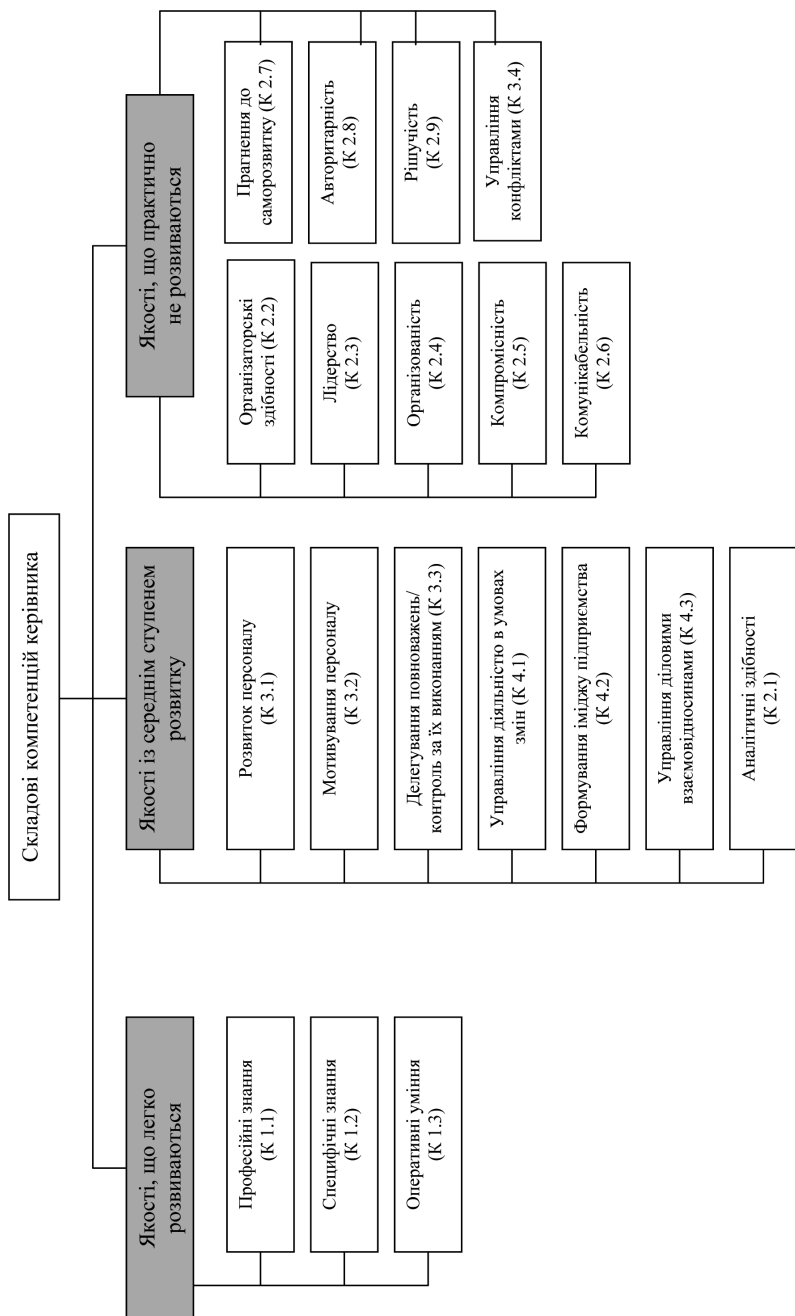 Складові компетенцій керівника
Якості, що легко
розвиваються
Професійні знання
(К 1.1)
Специфічні знання
(К 1.2)
Оперативні уміння
(К 1.3)
Якості із середнім ступенем
розвитку
Розвиток персоналу
(К 3.1)
Мотивування персоналу
(К 3.2)
Делегування повноважень/
контроль за їх виконанням (К 3.3)
Управління діяльністю в умовах
змін (К 4.1)
Формування іміджу підприємства
(К 4.2)
Управління діловими
взаємовідносинами (К 4.3)
Аналітичні здібності
(К 2.1)
Якості, що практично
не розвиваються
Організаторські
здібності (К 2.2)
Лідерство
(К 2.3)
Організованість
(К 2.4)
Компромісність
(К 2.5)
Комунікабельність
(К 2.6)
Прагнення до
саморозвитку (К 2.7)
Авторитарність
(К 2.8)
Рішучість
(К 2.9)
Управління
конфліктами (К 3.4)